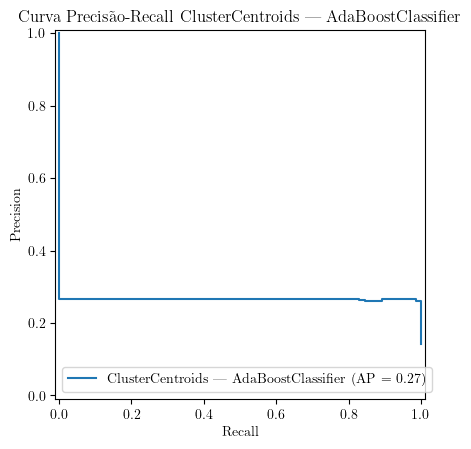 Curva Precisão-Recall ClusterCentroids — AdaBoostClassifier
1.0
0.8
0.6
0.4
0.2
0.0
Precision
ClusterCentroids — AdaBoostClassifier (AP = 0.27)
0.0 0.2 0.4 0.6 0.8 1.0
Recall